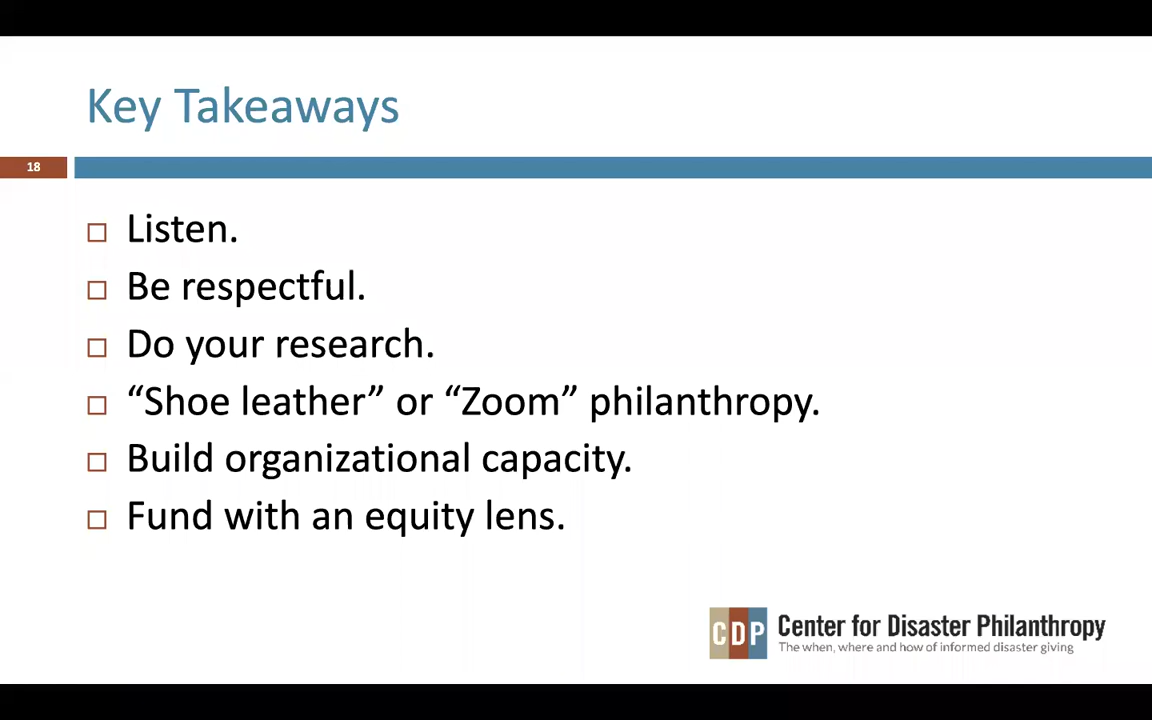 Key Takeaways
18
Listen.
Be respectful.
Do your research.
“Shoe leather” or “Zoom” philanthropy.
Build organizational capacity.
Fund with an equity lens.
CDP
Center for Disaster Philanthropy
The when, where and how of informed disaster giving